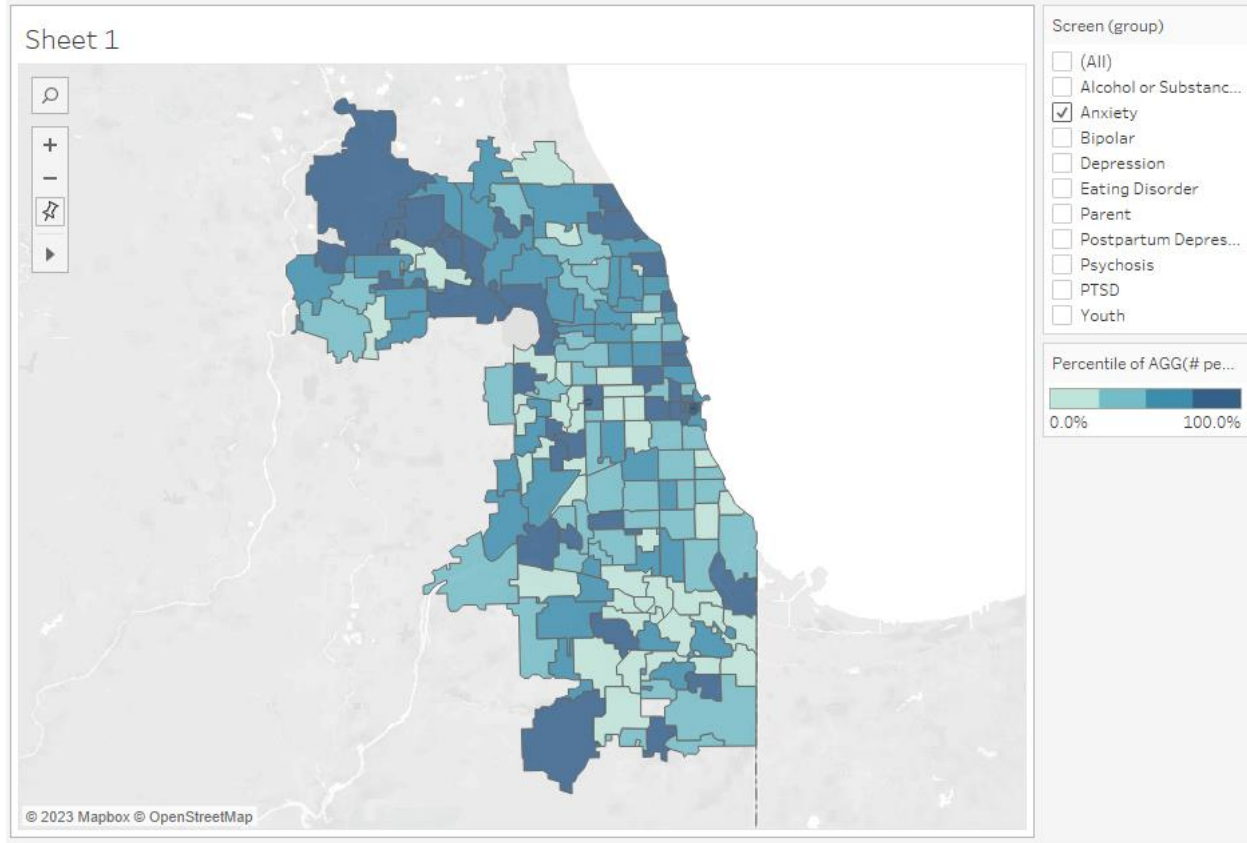 Sheet 1
© 2023 Mapbox © OpenStreetMap
Screen (group)
(All)
Alcohol or Substanc...
Anxiety
Bipolar
Depression
Eating Disorder
Parent
Postpartum Depres...
Psychosis
PTSD
Youth
Percentile of AGG(# pe...
0.0% 100.0%